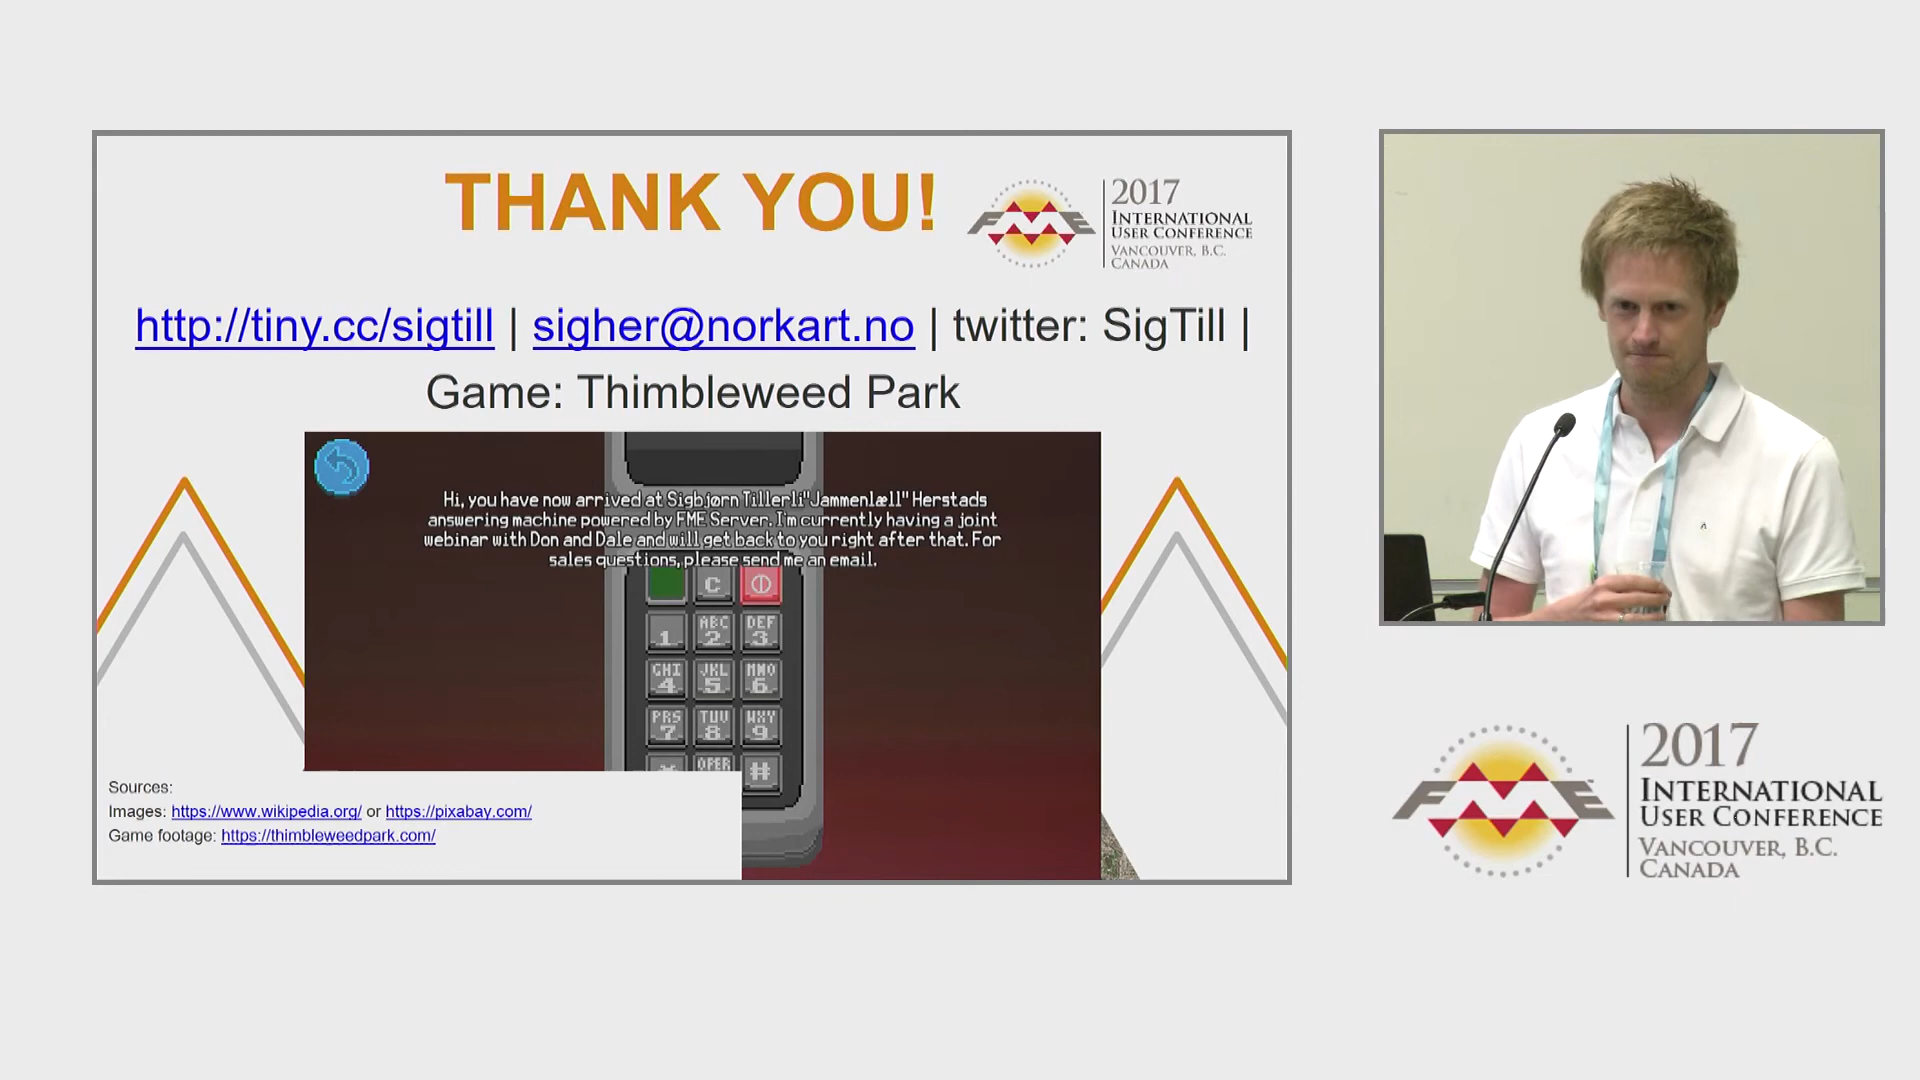 THANK YOU!
FME
2017
INTERNATIONAL
USER CONFERENCE
VANCOUVER, B.C.
CANADA
http://tiny.cc/sigtill | sigher@norkart.no | twitter: SigTill |
Game: Thimbleweed Park
Hi, you have now arrived at Sigbjørn Tillerli"Jammenlæll" Herstads
answering machine powered by FME Server. I'm currently having a joint
webinar with Don and Dale and will get back to you right after that. For
sales questions, please send me an email.
C
1 ABC 2 DEF 3
GHI 4 JKL 5 MNO 6
PRS 7 TUV 8 WXY 9
OPER #
Sources:
Images: https://www.wikipedia.org/ or https://pixabay.com/
Game footage: https://thimbleweedpark.com/
FME
2017
INTERNATIONAL
USER CONFERENCE
VANCOUVER, B.C.
CANADA